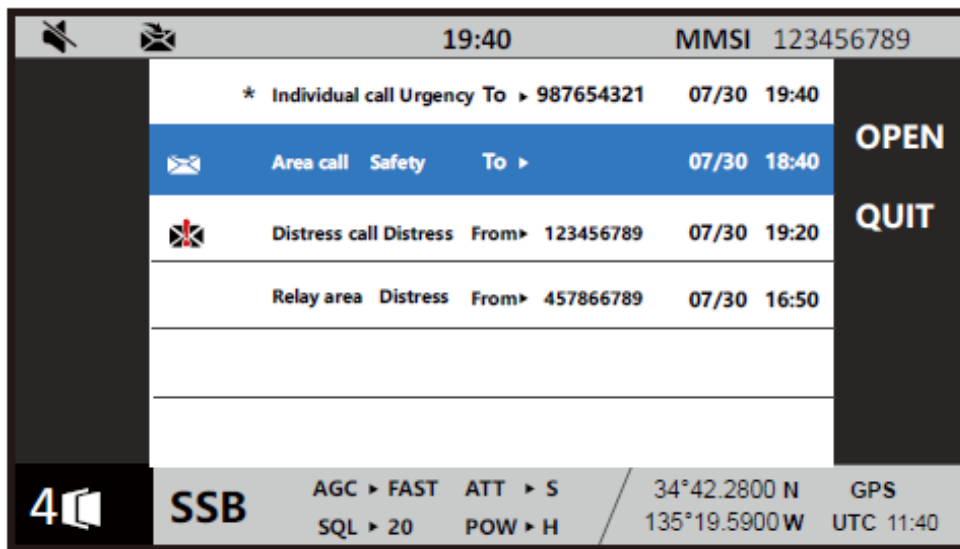 19:40 MMSI 123456789
* Individual call Urgency To ▸ 987654321 07/30 19:40
Area call Safety To ▸ 07/30 18:40
OPEN
Distress call Distress From▸ 123456789 07/30 19:20
QUIT
Relay area Distress From▸ 457866789 07/30 16:50
4
SSB
AGC ▸ FAST ATT ▸ S
SQL ▸ 20 POW ▸ H
34°42.2800 N GPS
135°19.5900 W UTC 11:40